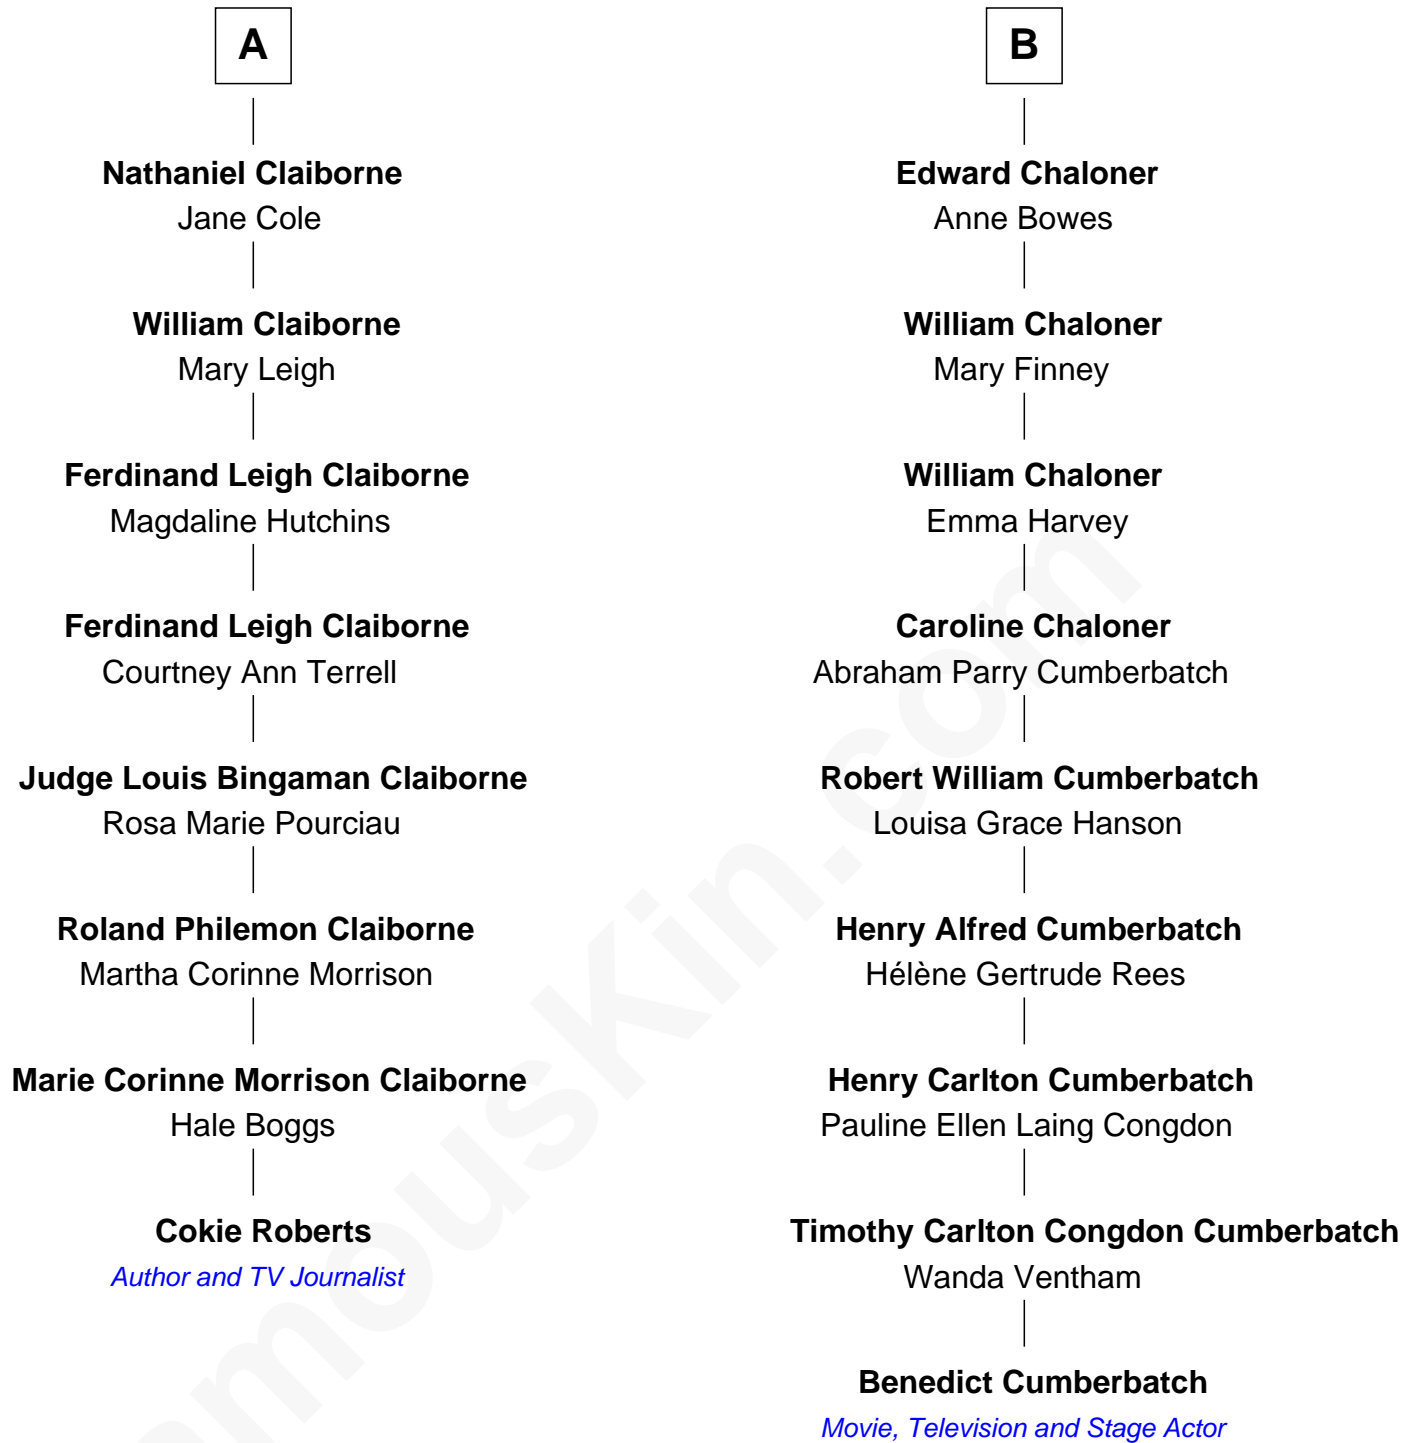 A
Nathaniel Claiborne
Jane Cole
William Claiborne
Mary Leigh
Ferdinand Leigh Claiborne
Magdaline Hutchins
Ferdinand Leigh Claiborne
Courtney Ann Terrell
Judge Louis Bingaman Claiborne
Rosa Marie Pourciau
Roland Philemon Claiborne
Martha Corinne Morrison
Marie Corinne Morrison Claiborne
Hale Boggs
Cokie Roberts
Author and TV Journalist
B
Edward Chaloner
Anne Bowes
William Chaloner
Mary Finney
William Chaloner
Emma Harvey
Caroline Chaloner
Abraham Parry Cumberbatch
Robert William Cumberbatch
Louisa Grace Hanson
Henry Alfred Cumberbatch
Hélène Gertrude Rees
Henry Carlton Cumberbatch
Pauline Ellen Laing Congdon
Timothy Carlton Congdon Cumberbatch
Wanda Ventham
Benedict Cumberbatch
Movie, Television and Stage Actor
amousKin.com